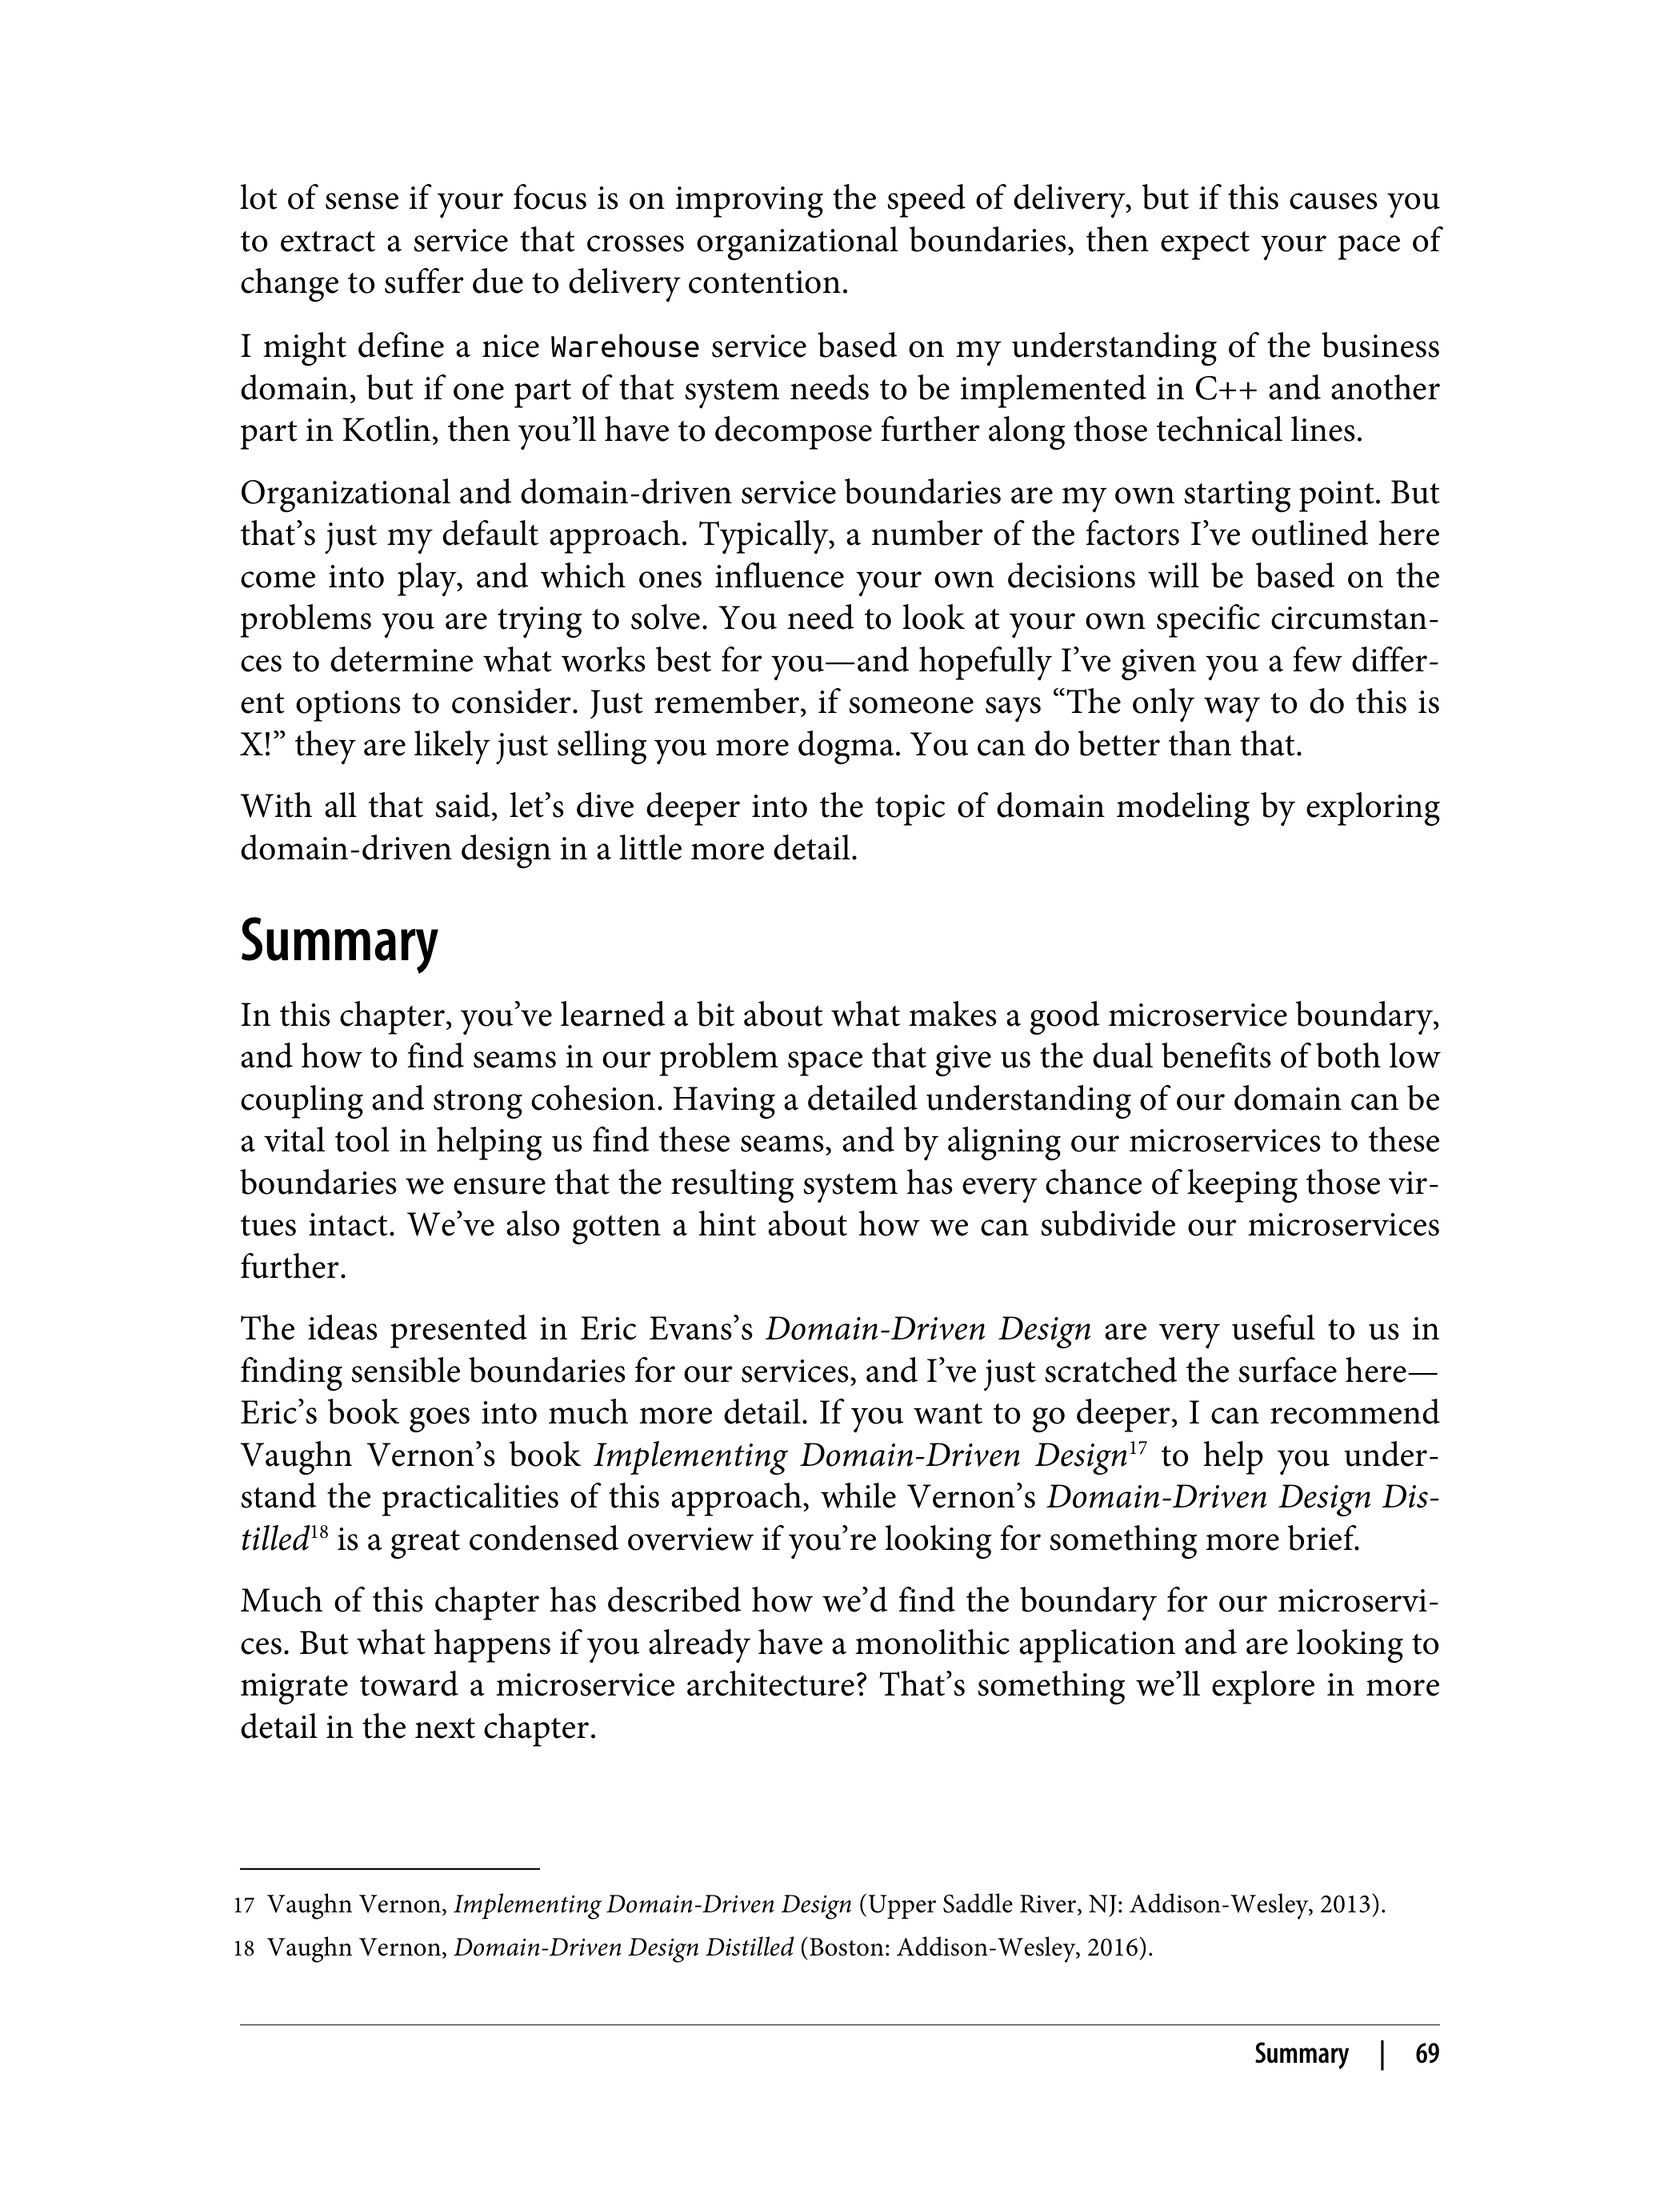 lot of sense if your focus is on improving the speed of delivery, but if this causes you
to extract a service that crosses organizational boundaries, then expect your pace of
change to suffer due to delivery contention.
I might define a nice Warehouse service based on my understanding of the business
domain, but if one part of that system needs to be implemented in C++ and another
part in Kotlin, then you’ll have to decompose further along those technical lines.
Organizational and domain-driven service boundaries are my own starting point. But
that’s just my default approach. Typically, a number of the factors I’ve outlined here
come into play, and which ones influence your own decisions will be based on the
problems you are trying to solve. You need to look at your own specific circumstan-
ces to determine what works best for you—and hopefully I’ve given you a few differ-
ent options to consider. Just remember, if someone says “The only way to do this is
X!” they are likely just selling you more dogma. You can do better than that.
With all that said, let’s dive deeper into the topic of domain modeling by exploring
domain-driven design in a little more detail.
Summary
In this chapter, you’ve learned a bit about what makes a good microservice boundary,
and how to find seams in our problem space that give us the dual benefits of both low
coupling and strong cohesion. Having a detailed understanding of our domain can be
a vital tool in helping us find these seams, and by aligning our microservices to these
boundaries we ensure that the resulting system has every chance of keeping those vir-
tues intact. We’ve also gotten a hint about how we can subdivide our microservices
further.
The ideas presented in Eric Evans’s Domain-Driven Design are very useful to us in
finding sensible boundaries for our services, and I’ve just scratched the surface here—
Eric’s book goes into much more detail. If you want to go deeper, I can recommend
Vaughn Vernon’s book Implementing Domain-Driven Design17 to help you under-
stand the practicalities of this approach, while Vernon’s Domain-Driven Design Dis-
tilled18 is a great condensed overview if you’re looking for something more brief.
Much of this chapter has described how we’d find the boundary for our microservi-
ces. But what happens if you already have a monolithic application and are looking to
migrate toward a microservice architecture? That’s something we’ll explore in more
detail in the next chapter.
17 Vaughn Vernon, Implementing Domain-Driven Design (Upper Saddle River, NJ: Addison-Wesley, 2013).
18 Vaughn Vernon, Domain-Driven Design Distilled (Boston: Addison-Wesley, 2016).
Summary | 69